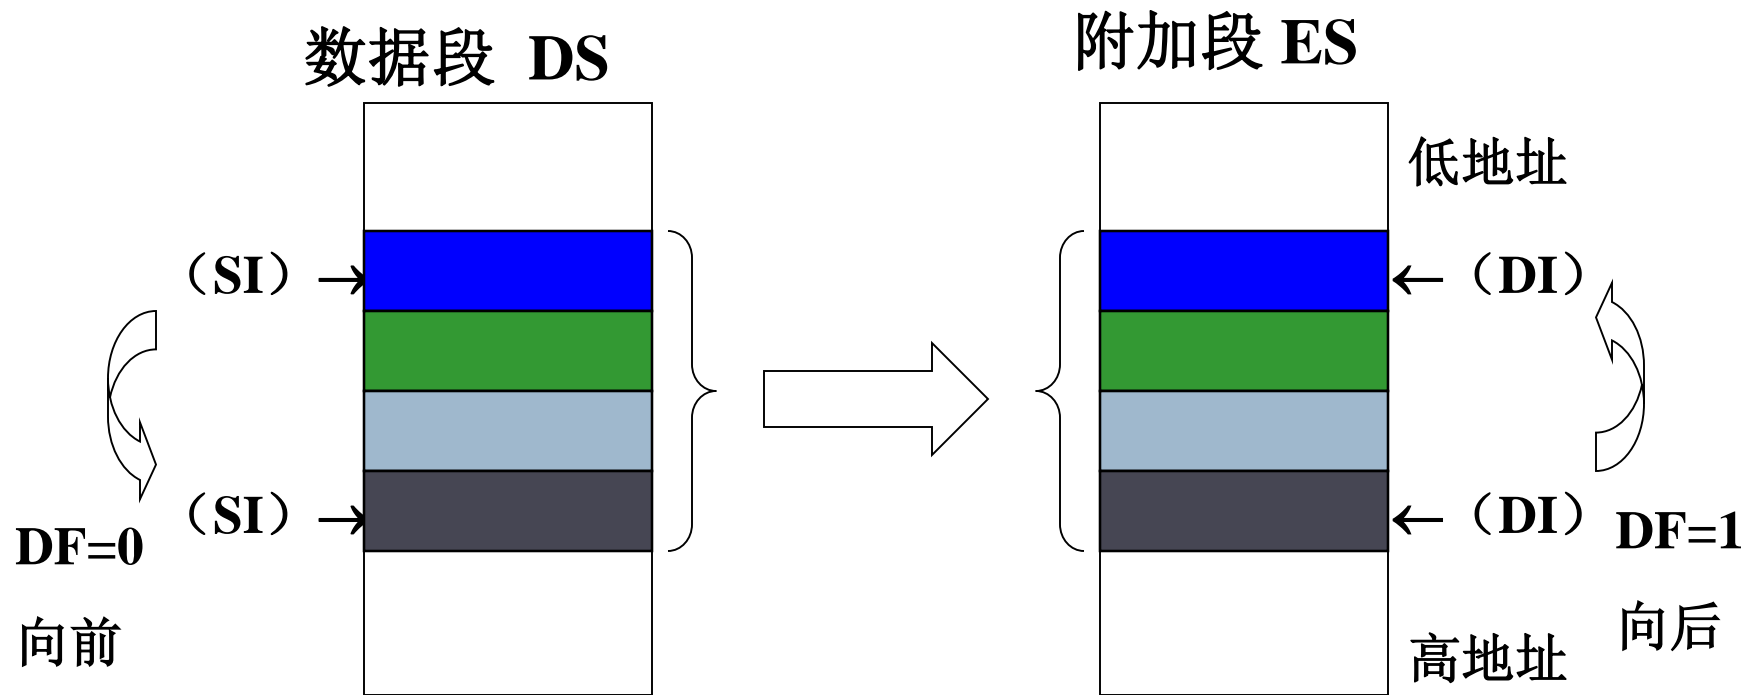 数据段 DS
附加段 ES
低地址
（SI）→
←（DI）
（SI）→
←（DI）
DF=0
DF=1
向前
向后
高地址